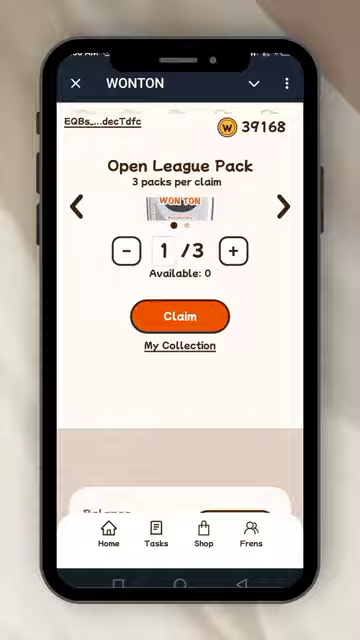 WONTON
EQBs_...decTdfc
W 39168
Open League Pack
3 packs per claim
WONTON
- 1 /3 +
Available: 0
Claim
My Collection
Home Tasks Shop Frens